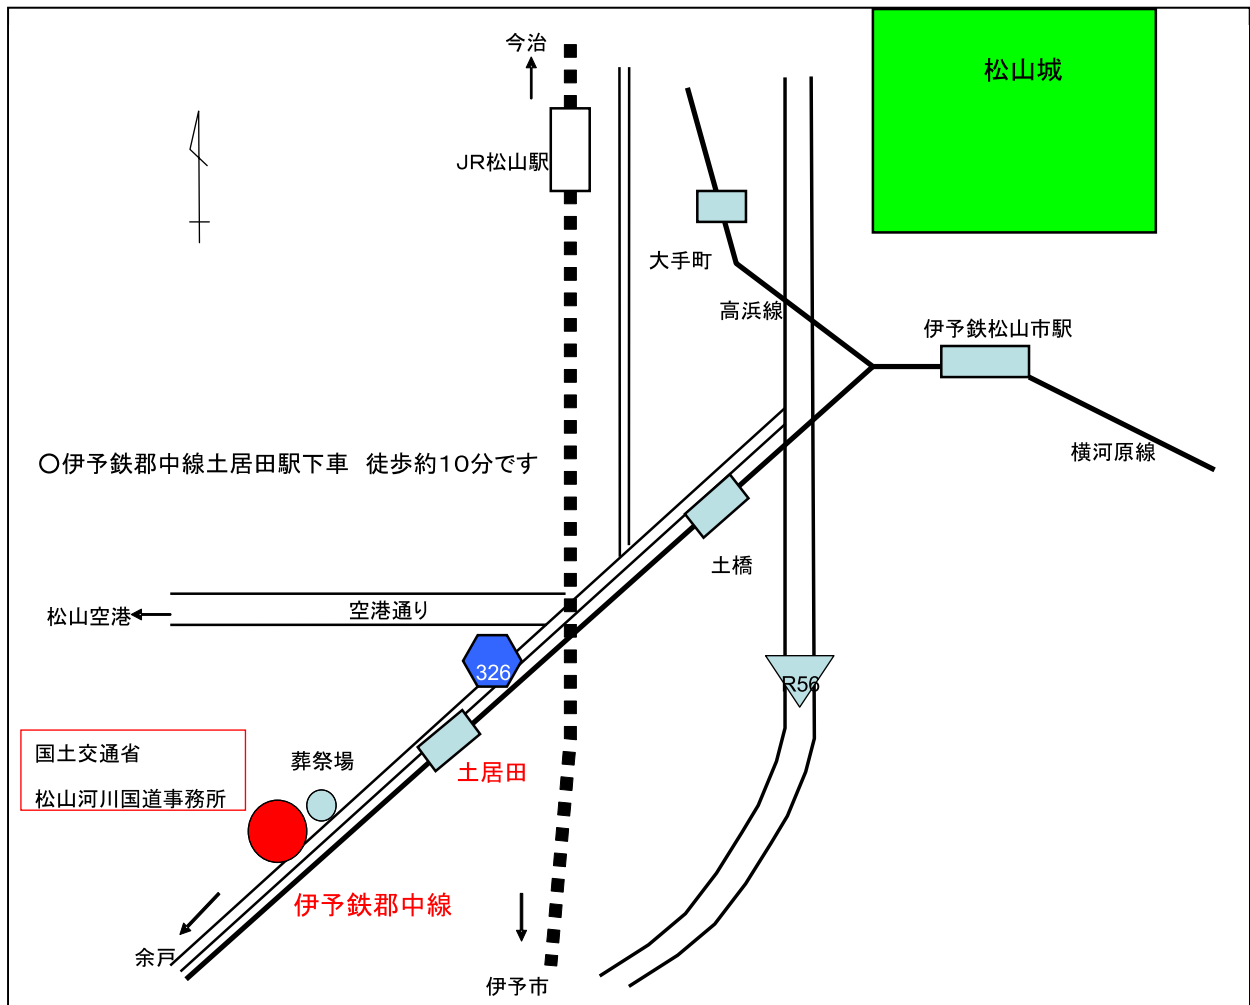 今治
松山城
JR松山駅
大手町
高浜線
伊予鉄松山市駅
横河原線
〇伊予鉄郡中線土居田駅下車 徒歩約10分です
土橋
松山空港
空港通り
326
R56
国土交通省
松山河川国道事務所
葬祭場
土居田
伊予鉄郡中線
余戸
伊予市